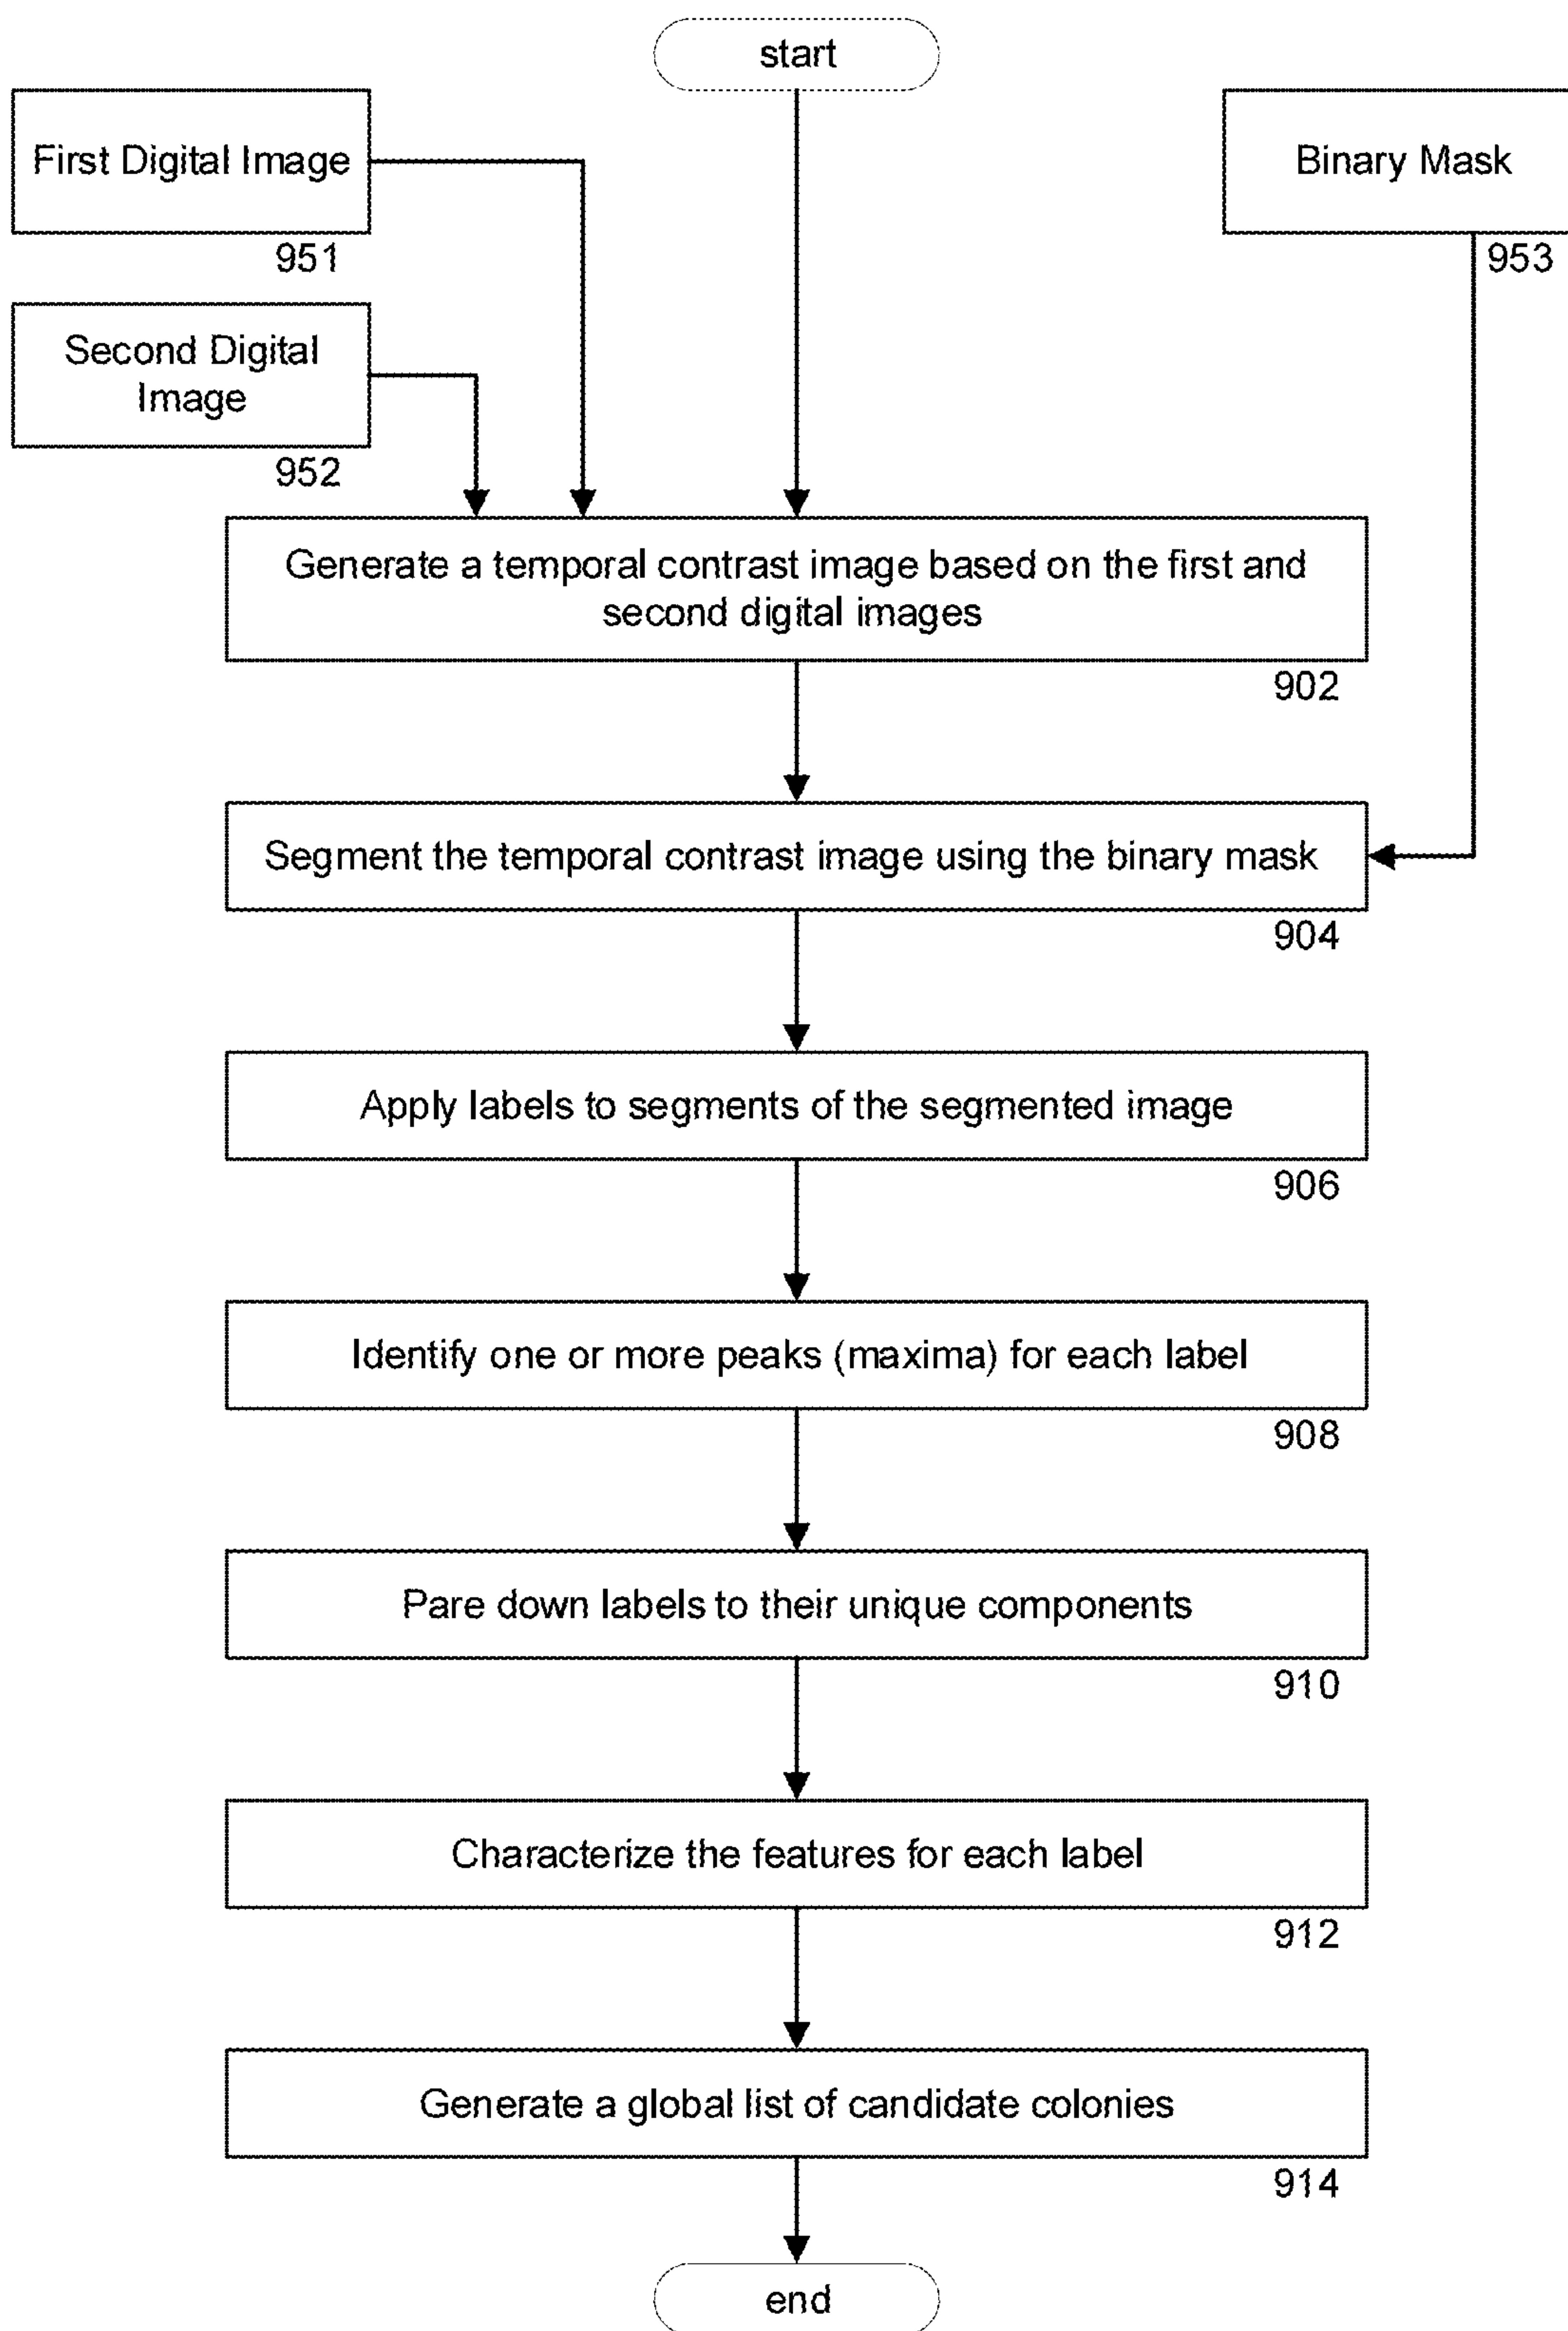 start
First Digital Image
951
Binary Mask
953
Second Digital
Image
952
Generate a temporal contrast image based on the first and
second digital images
902
Segment the temporal contrast image using the binary mask
904
Apply labels to segments of the segmented image
906
Identify one or more peaks (maxima) for each label
908
Pare down labels to their unique components
910
Characterize the features for each label
912
Generate a global list of candidate colonies
914
end